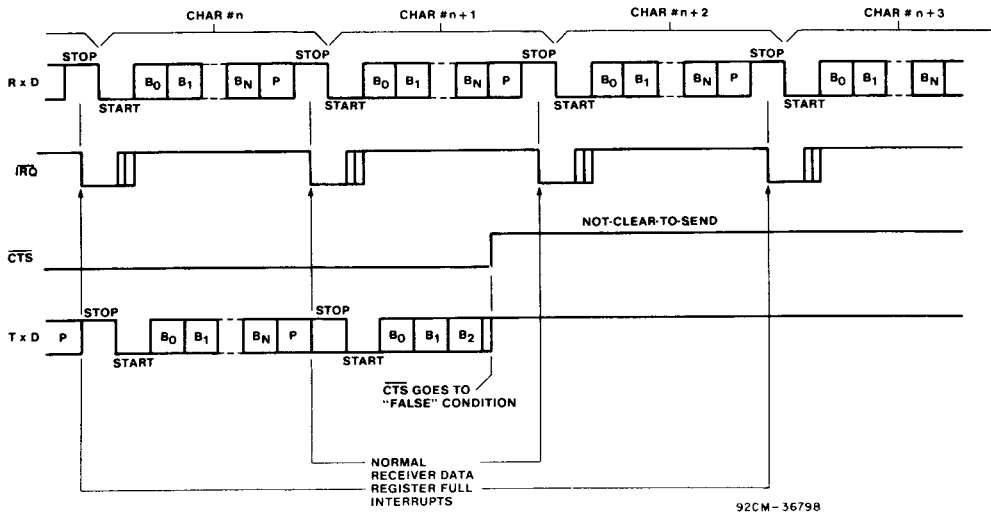 CHAR #n
CHAR #n+1
CHAR #n+2
CHAR #n+3
STOP
STOP
STOP
STOP
R x D
B0 B1 BN P
B0 B1 BN P
B0 B1 BN P
B0 B1 BN
START
START
START
START
IRQ
NOT-CLEAR-TO-SEND
CTS
STOP
STOP
T x D
P
B0 B1 BN P
B0 B1 B2
START
START
CTS GOES TO
"FALSE" CONDITION
NORMAL
RECEIVER DATA
REGISTER FULL
INTERRUPTS
92CM-36798